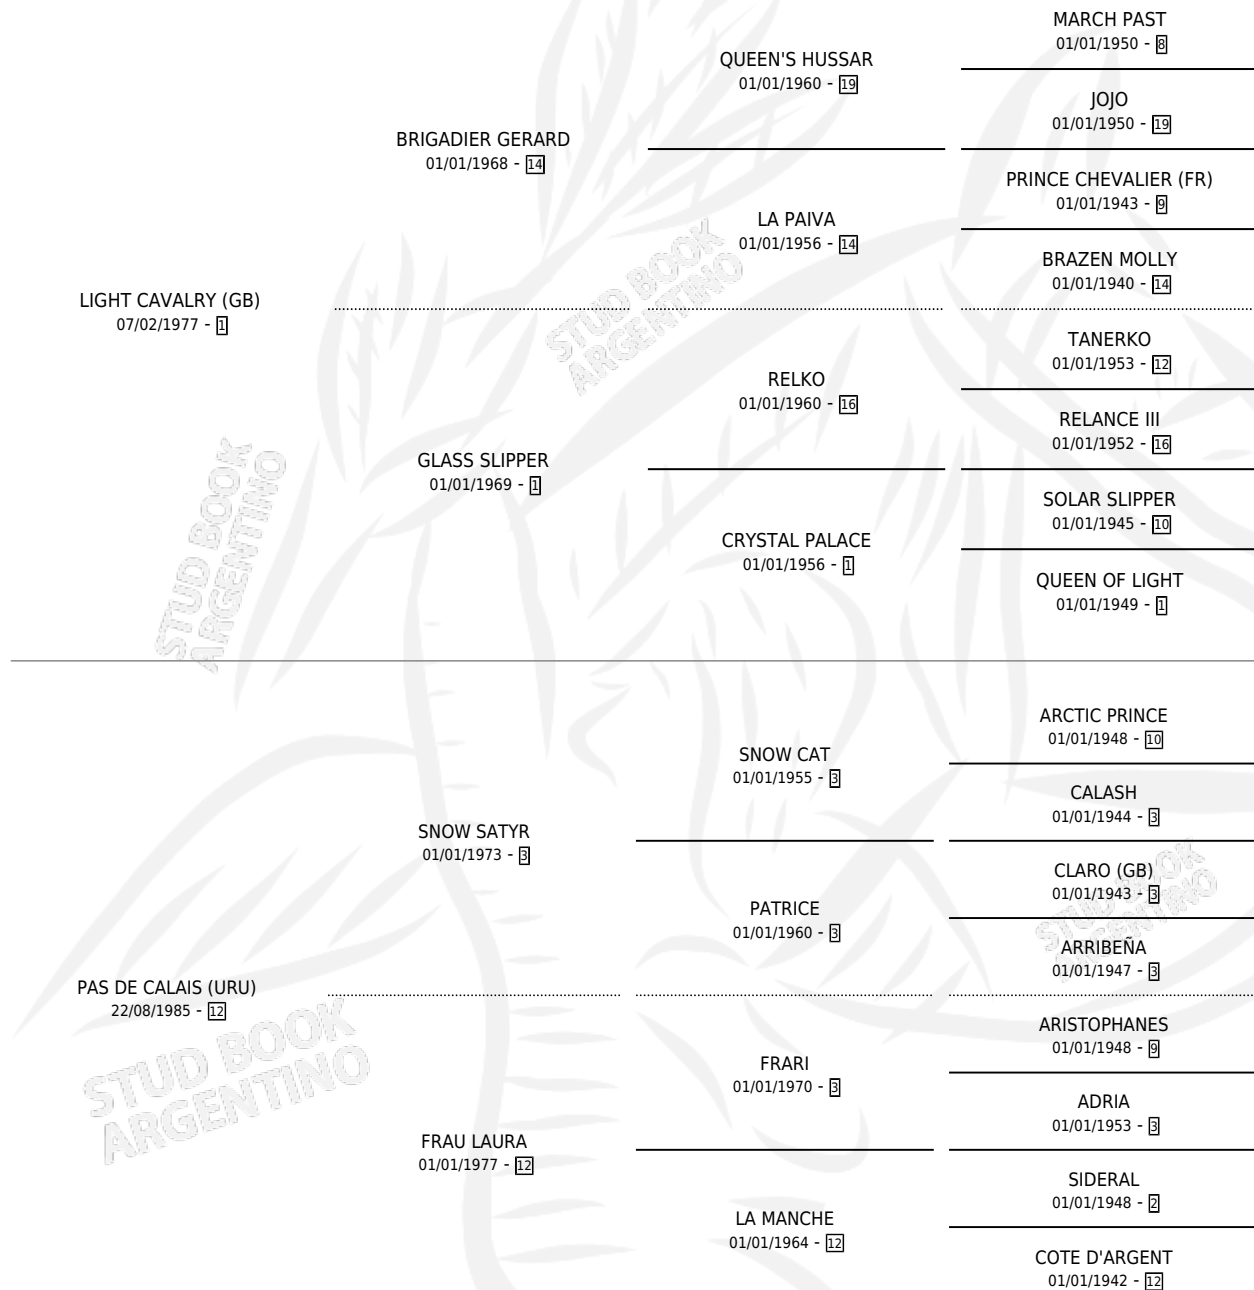 MARCH PAST
01/01/1950 - 8
QUEEN'S HUSSAR
01/01/1960 - 19
JOJO
01/01/1950 - 19
BRIGADIER GERARD
01/01/1968 - 14
PRINCE CHEVALIER (FR)
01/01/1943 - 9
LA PAIVA
01/01/1956 - 14
BRAZEN MOLLY
01/01/1940 - 14
LIGHT CAVALRY (GB)
07/02/1977 - 1
STUD BOOK
ARGENTINO
TANERKO
01/01/1953 - 12
RELKO
01/01/1960 - 16
RELANCE III
01/01/1952 - 16
GLASS SLIPPER
01/01/1969 - 1
SOLAR SLIPPER
01/01/1945 - 10
CRYSTAL PALACE
01/01/1956 - 1
QUEEN OF LIGHT
01/01/1949 - 1
STUD BOOK
ARGENTINO
ARCTIC PRINCE
01/01/1948 - 10
SNOW CAT
01/01/1955 - 3
CALASH
01/01/1944 - 3
SNOW SATYR
01/01/1973 - 3
CLARO (GB)
01/01/1943 - 3
PATRICE
01/01/1960 - 3
ARRIBEÑA
01/01/1947 - 3
STUD BOOK
ARGENTINO
PAS DE CALAIS (URU)
22/08/1985 - 12
STUD BOOK
ARGENTINO
ARISTOPHANES
01/01/1948 - 9
FRARI
01/01/1970 - 3
ADRIA
01/01/1953 - 3
FRAU LAURA
01/01/1977 - 12
SIDERAL
01/01/1948 - 2
LA MANCHE
01/01/1964 - 12
COTE D'ARGENT
01/01/1942 - 12